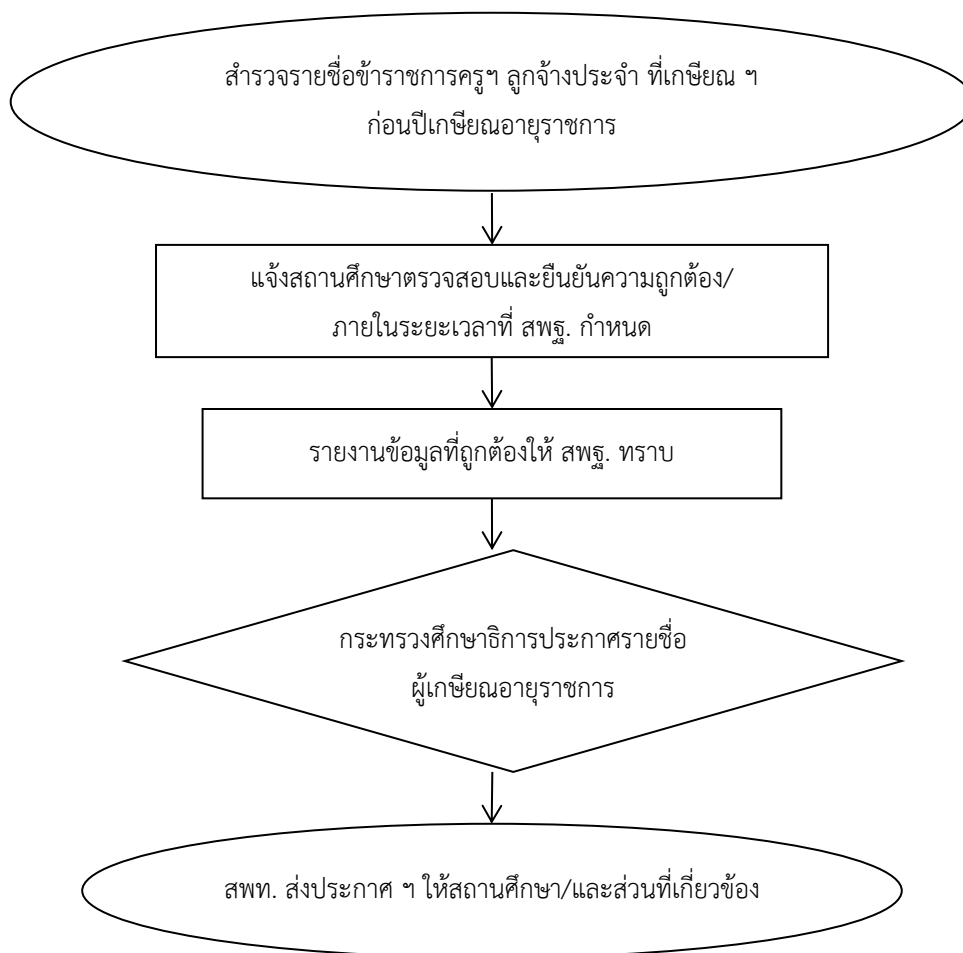 สำรวจรายชื่อข้าราชการครูฯ ลูกจ้างประจำ ที่เกษียณ ฯ
ก่อนปีเกษียณอายุราชการ
แจ้งสถานศึกษาตรวจสอบและยืนยันความถูกต้อง/
ภายในระยะเวลาที่ สพฐ. กำหนด
รายงานข้อมูลที่ถูกต้องให้ สพฐ. ทราบ
กระทรวงศึกษาธิการประกาศรายชื่อ
ผู้เกษียณอายุราชการ
สพท. ส่งประกาศ ฯ ให้สถานศึกษา/และส่วนที่เกี่ยวข้อง